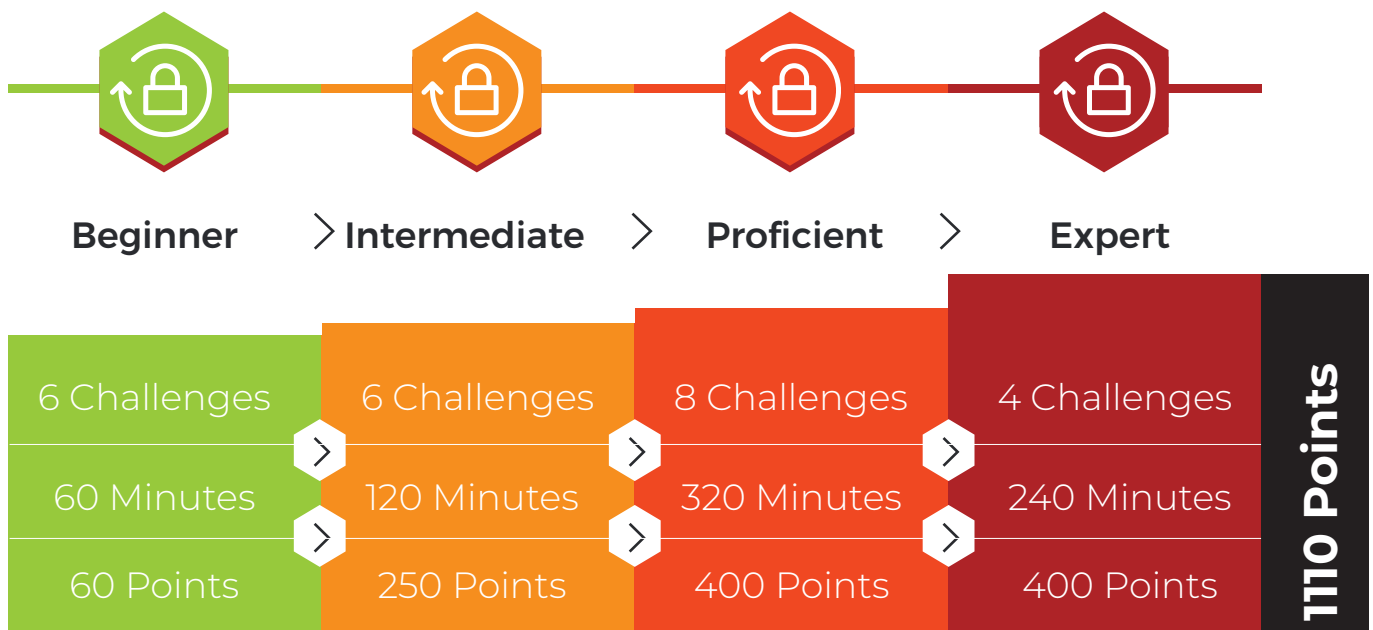 Beginner
Intermediate
Proficient
Expert
6 Challenges
6 Challenges
8 Challenges
4 Challenges
60 Minutes
120 Minutes
320 Minutes
240 Minutes
60 Points
250 Points
400 Points
400 Points
1110 Points